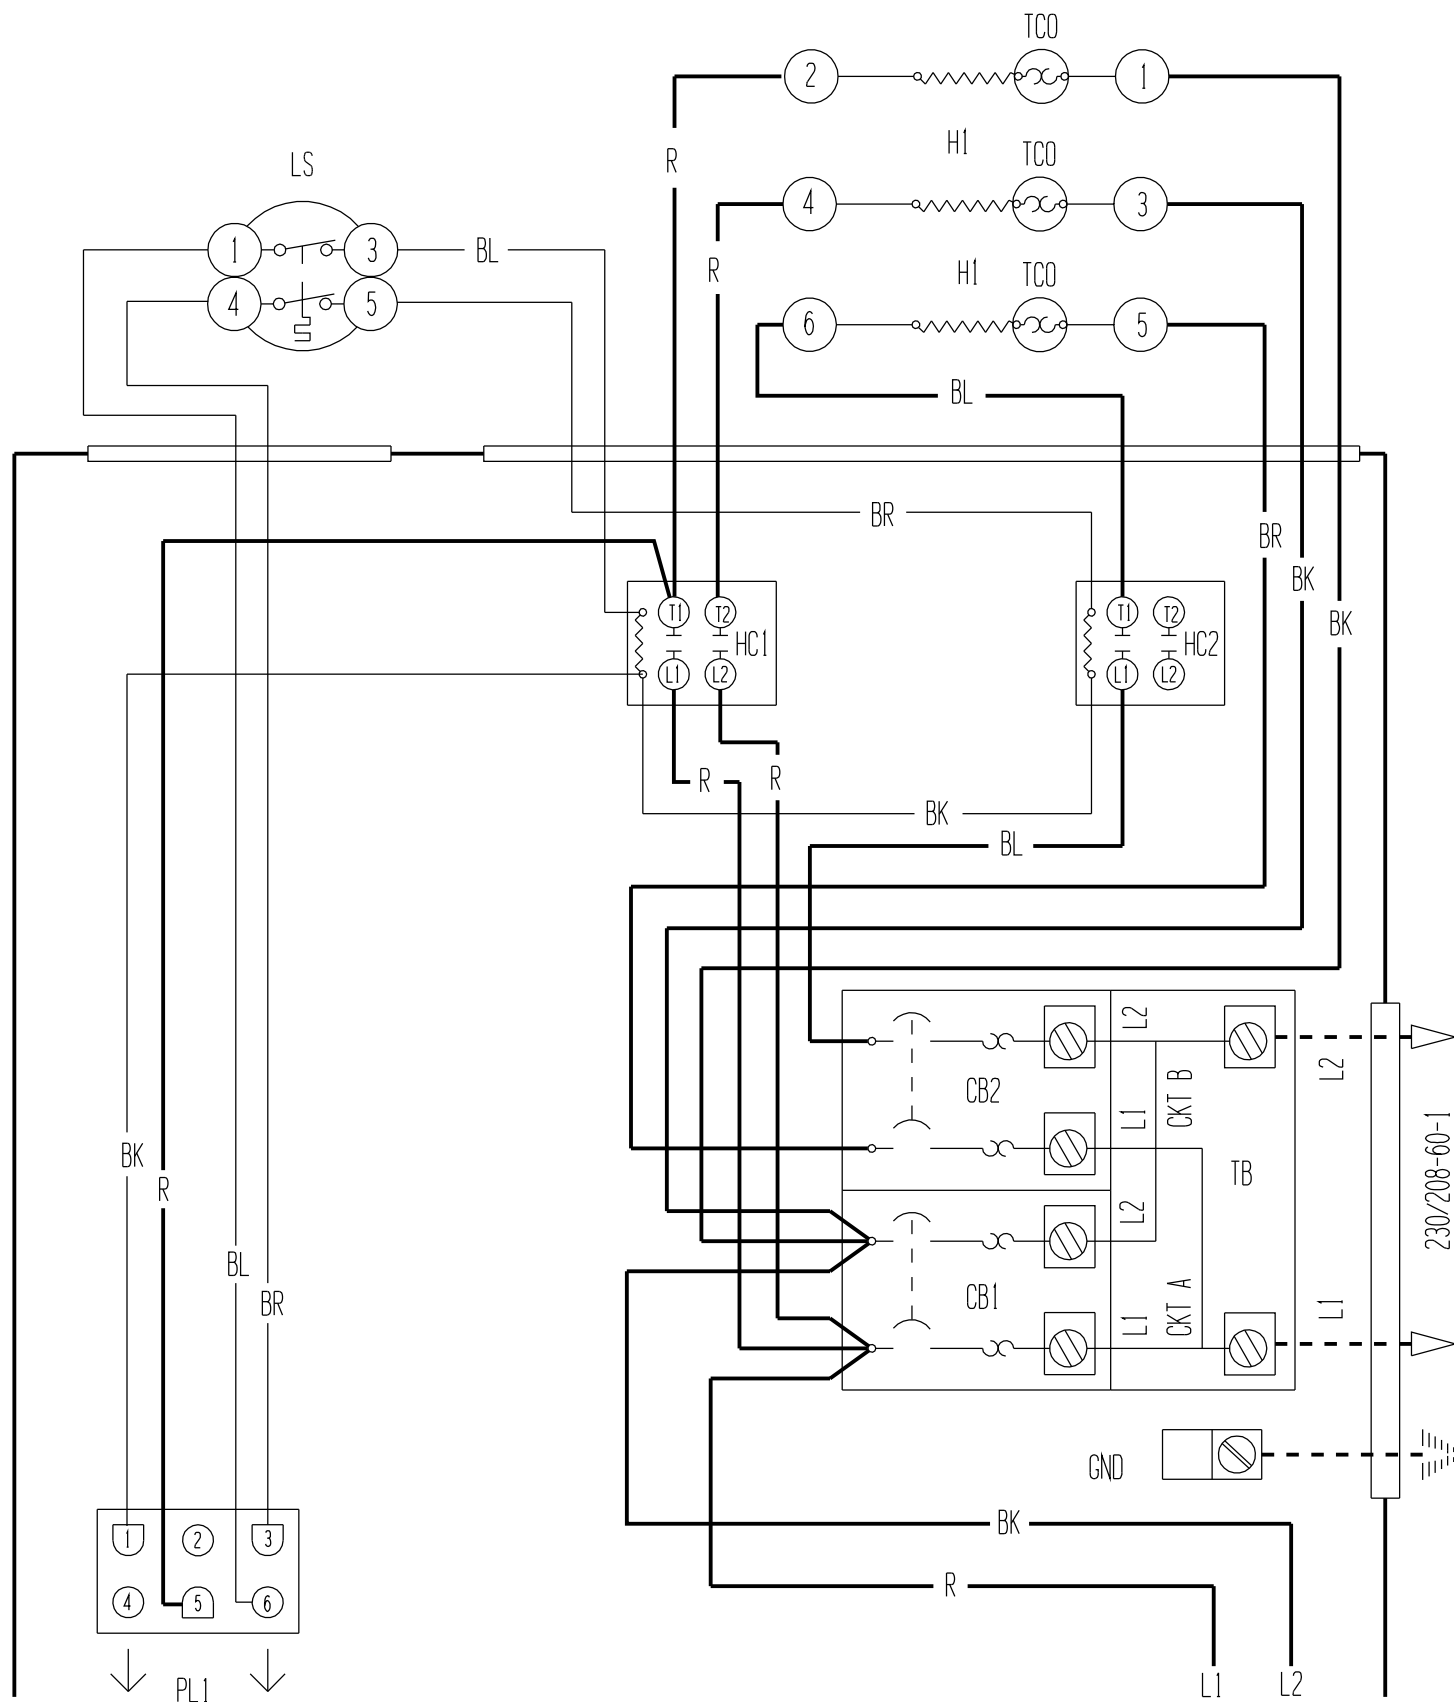 TCO
2 1
R
H1
TCO
LS
4 3
1 3 BL
R
H1 TCO
4 5
6 5
BL
BR
BR
BK
T1 T2 T1 T2
BK
HC1 HC2
L1 L2 L1 L2
R R
BK
BL
L2
L2
CB2
CKT B
L1
230/208-60-1
BK
TB
R
L2
BL
CB1
CKT A
BR
L1
L1
GND
BK
1 2 3
R
4 5 6
PL1
L1 L2